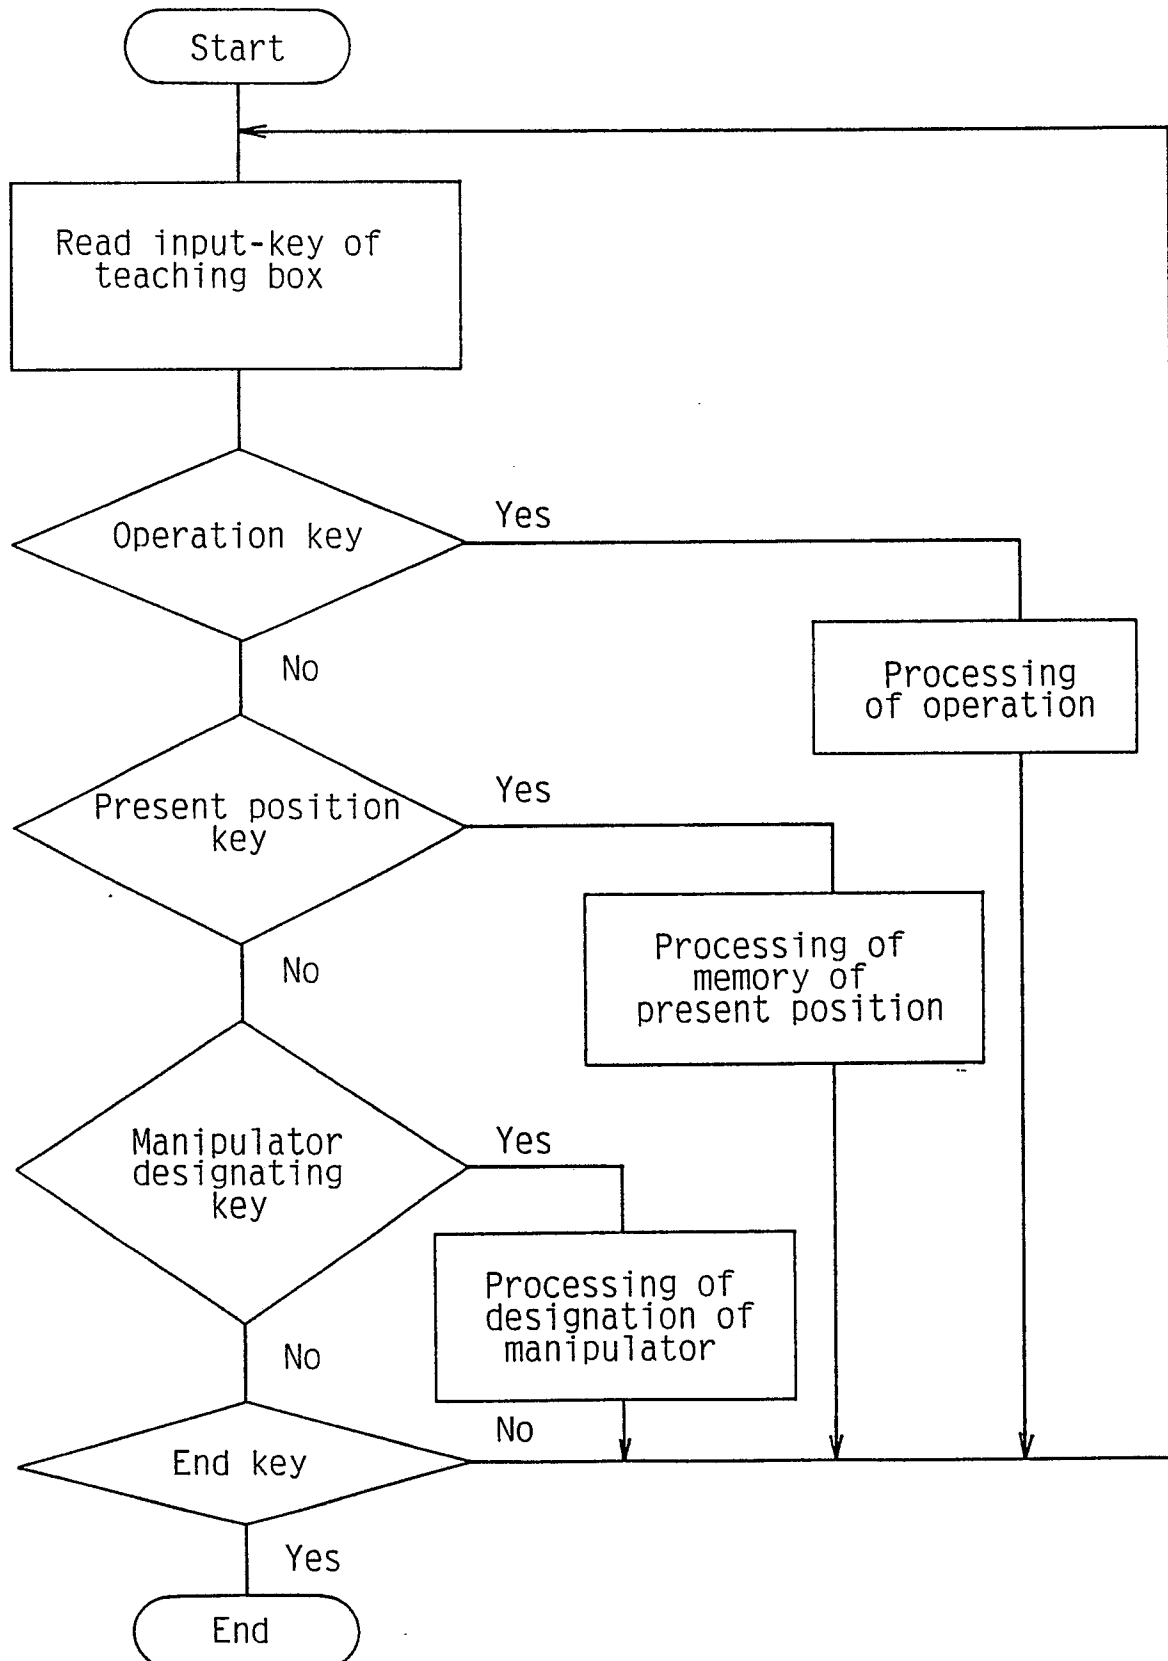 Start
Read input-key of
teaching box
Operation key
Yes
No
Processing
of operation
Present position
key
Yes
No
Processing of
memory of
present position
Manipulator
designating
key
Yes
No
Processing of
designation of
manipulator
End key
No
Yes
End